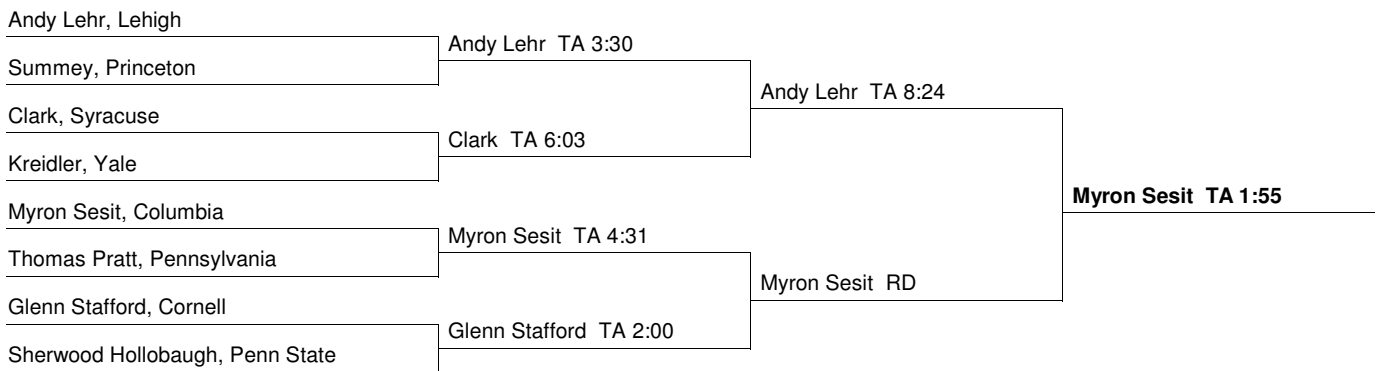 Andy Lehr, Lehigh
Summey, Princeton
Clark, Syracuse
Kreidler, Yale
Myron Sesit, Columbia
Thomas Pratt, Pennsylvania
Glenn Stafford, Cornell
Sherwood Hollobaugh, Penn State
Andy Lehr TA 3:30
Clark TA 6:03
Myron Sesit TA 4:31
Glenn Stafford TA 2:00
Andy Lehr TA 8:24
Myron Sesit RD
Myron Sesit TA 1:55